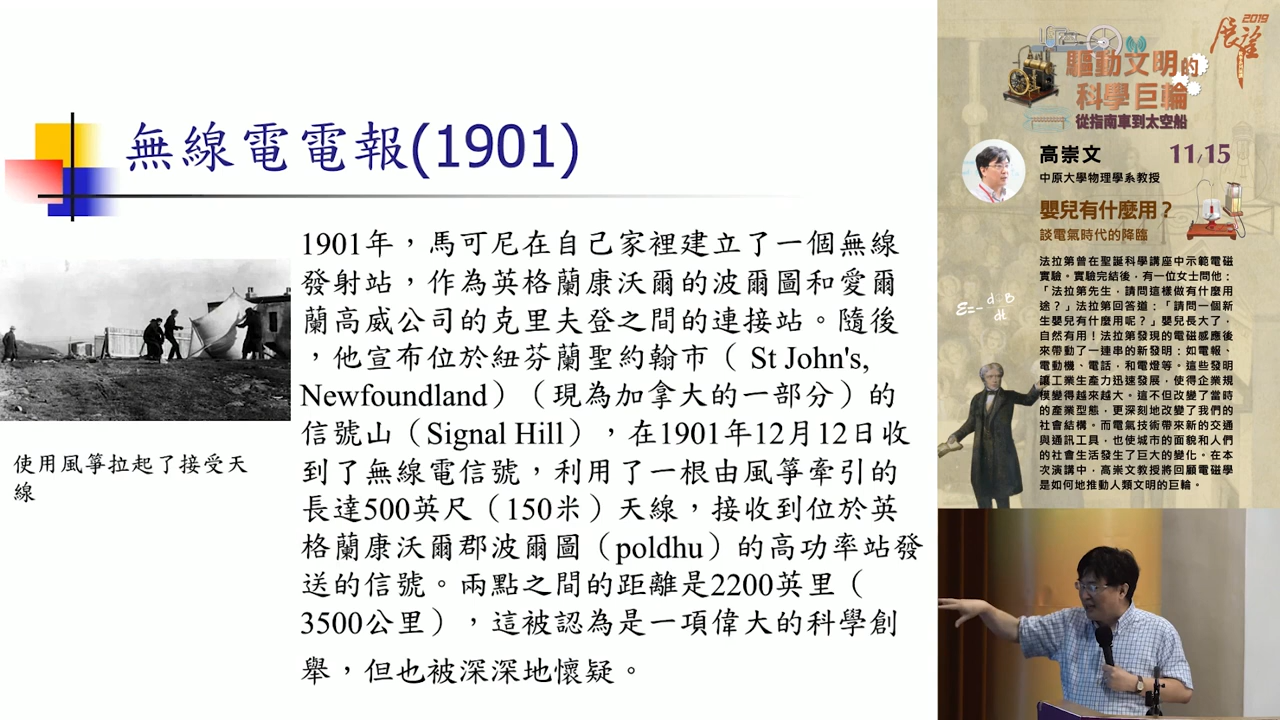 無線電電報(1901)
1901年，馬可尼在自己家裡建立了一個無線
發射站，作為英格蘭康沃爾的波爾圖和愛爾
蘭高威公司的克里夫登之間的連接站。隨後
，他宣布位於紐芬蘭聖約翰市（ St John's,
Newfoundland）（現為加拿大的一部分）的
信號山（Signal Hill），在1901年12月12日收
到了無線電信號，利用了一根由風箏牽引的
長達500英尺（150米）天線，接收到位於英
格蘭康沃爾郡波爾圖（poldhu）的高功率站發
送的信號。兩點之間的距離是2200英里（
3500公里），這被認為是一項偉大的科學創
舉，但也被深深地懷疑。
使用風箏拉起了接受天
線
2019
展望
驅動文明的
科學巨輪
從指南車到太空船
高崇文 11/15
中原大學物理學系教授
嬰兒有什麼用？
談電氣時代的降臨
法拉第曾在聖誕科學講座中示範電磁
實驗。實驗完結後，有一位女士問他：
「法拉第先生，請問這樣做有什麼用
途？」法拉第回答道：「請問一個新
生嬰兒有什麼用呢？」嬰兒長大了，
自然有用！法拉第發現的電磁感應後
來帶動了一連串的新發明：如電報、
電動機、電話，和電燈等。這些發明
讓工業生產力迅速發展，使得企業規
模變得越來越大。這不但改變了當時
的產業型態，更深刻地改變了我們的
社會結構。而電氣技術帶來新的交通
與通訊工具，也使城市的面貌和人們
的社會生活發生了巨大的變化。在本
次演講中，高崇文教授將回顧電磁學
是如何地推動人類文明的巨輪。